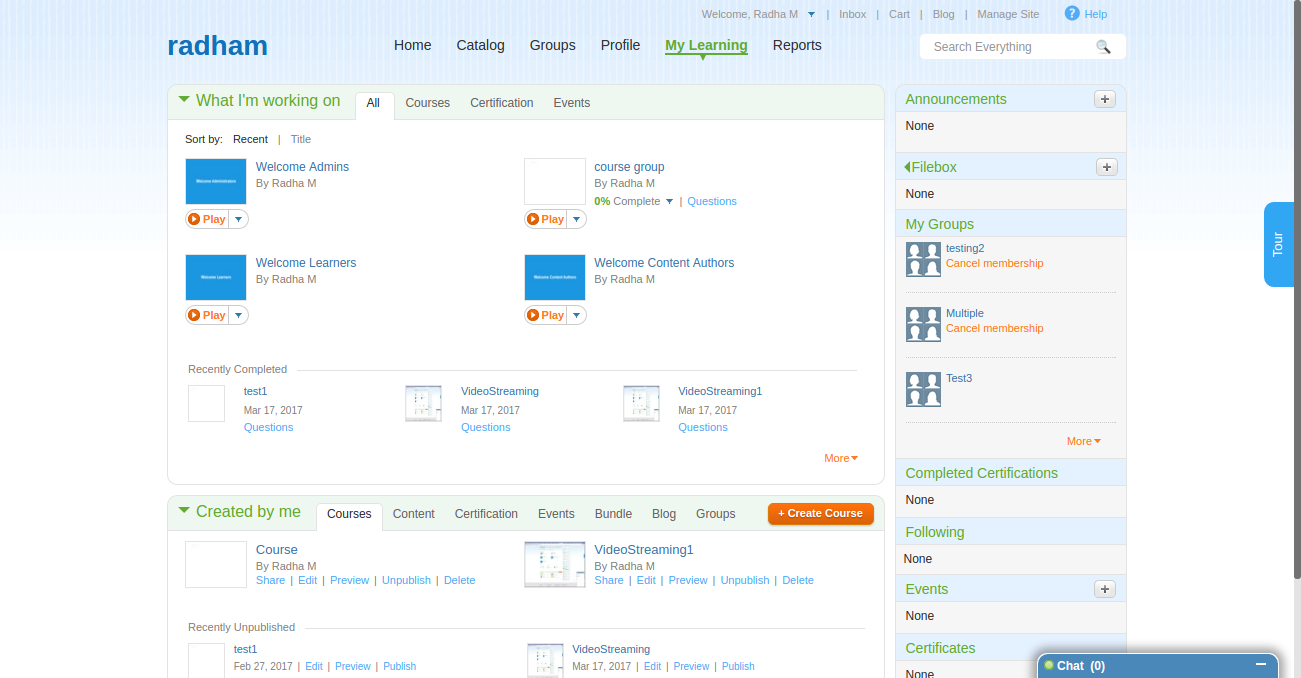 Welcome, Radha M | Inbox | Cart | Blog | Manage Site ? Help
radham
Home Catalog Groups Profile My Learning Reports
Search Everything
What I'm working on All Courses Certification Events
Sort by: Recent | Title
Welcome Administrators
Welcome Admins
By Radha M
Play
course group
By Radha M
0% Complete | Questions
Play
Welcome Learners
Welcome Learners
By Radha M
Play
Welcome Content Authors
Welcome Content Authors
By Radha M
Play
Recently Completed
test1
Mar 17, 2017
Questions
VideoStreaming
Mar 17, 2017
Questions
VideoStreaming1
Mar 17, 2017
Questions
More
Created by me Courses Content Certification Events Bundle Blog Groups + Create Course
Course
By Radha M
Share | Edit | Preview | Unpublish | Delete
VideoStreaming1
By Radha M
Share | Edit | Preview | Unpublish | Delete
Recently Unpublished
test1
Feb 27, 2017 | Edit | Preview | Publish
VideoStreaming
Mar 17, 2017 | Edit | Preview | Publish
Announcements +
None
Filebox +
None
My Groups
testing2
Cancel membership
Multiple
Cancel membership
Test3
More
Completed Certifications
None
Following
None
Events +
None
Certificates
None
Tour
Chat (0)